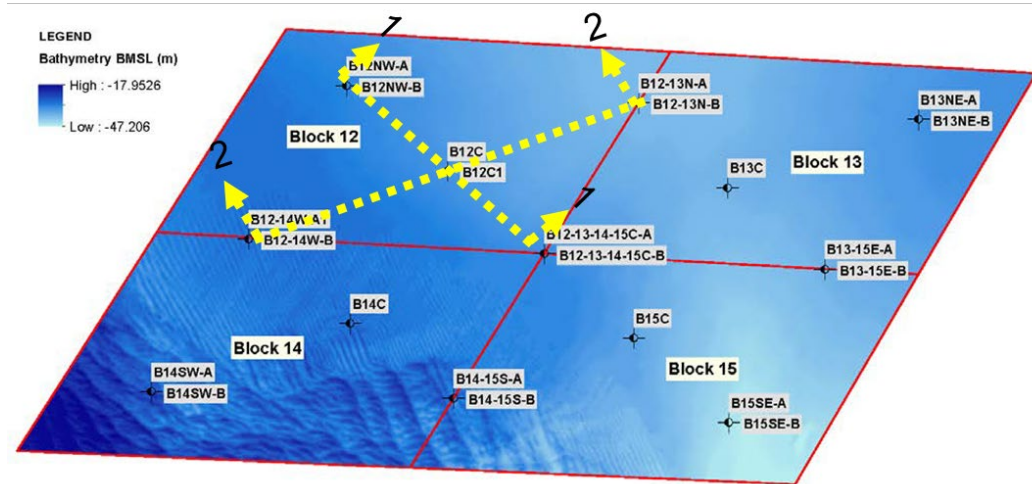 LEGEND
Bathymetry BMSL (m)
High : -17.9526
Low : -47.206
1
2
B12NW-A
B12NW-B
B12-13N-A
B12-13N-B
B13NE-A
B13NE-B
Block 12
B12C
B12C1
Block 13
B13C
2
1
B12-14W-A1
B12-14W-B
B12-13-14-15C-A
B12-13-14-15C-B
B13-15E-A
B13-15E-B
B14C
B15C
Block 14
Block 15
B14SW-A
B14SW-B
B14-15S-A
B14-15S-B
B15SE-A
B15SE-B